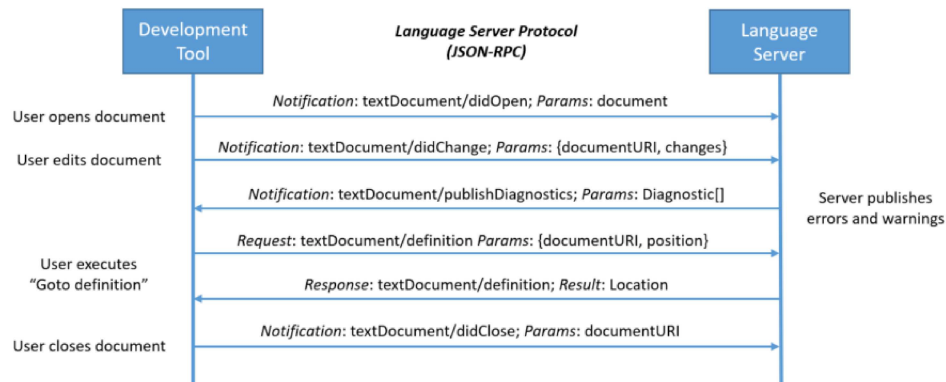 Development
Tool
Language Server Protocol
(JSON-RPC)
Language
Server
Notification: textDocument/didOpen; Params: document
User opens document
Notification: textDocument/didChange; Params: {documentURI, changes}
User edits document
Notification: textDocument/publishDiagnostics; Params: Diagnostic[]
Server publishes
errors and warnings
Request: textDocument/definition Params: {documentURI, position}
User executes
“Goto definition”
Response: textDocument/definition; Result: Location
Notification: textDocument/didClose; Params: documentURI
User closes document